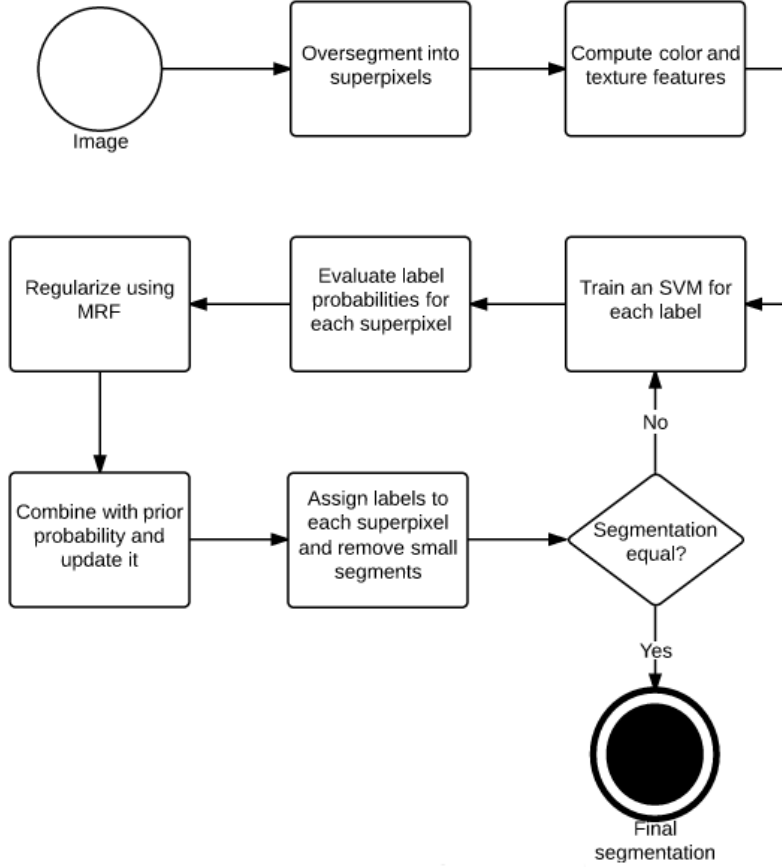 Image
Oversegment into
superpixels
Compute color and
texture features
Train an SVM for
each label
Evaluate label
probabilities for
each superpixel
Regularize using
MRF
Combine with prior
probability and
update it
Assign labels to
each superpixel
and remove small
segments
Segmentation
equal?
No
Yes
Final
segmentation